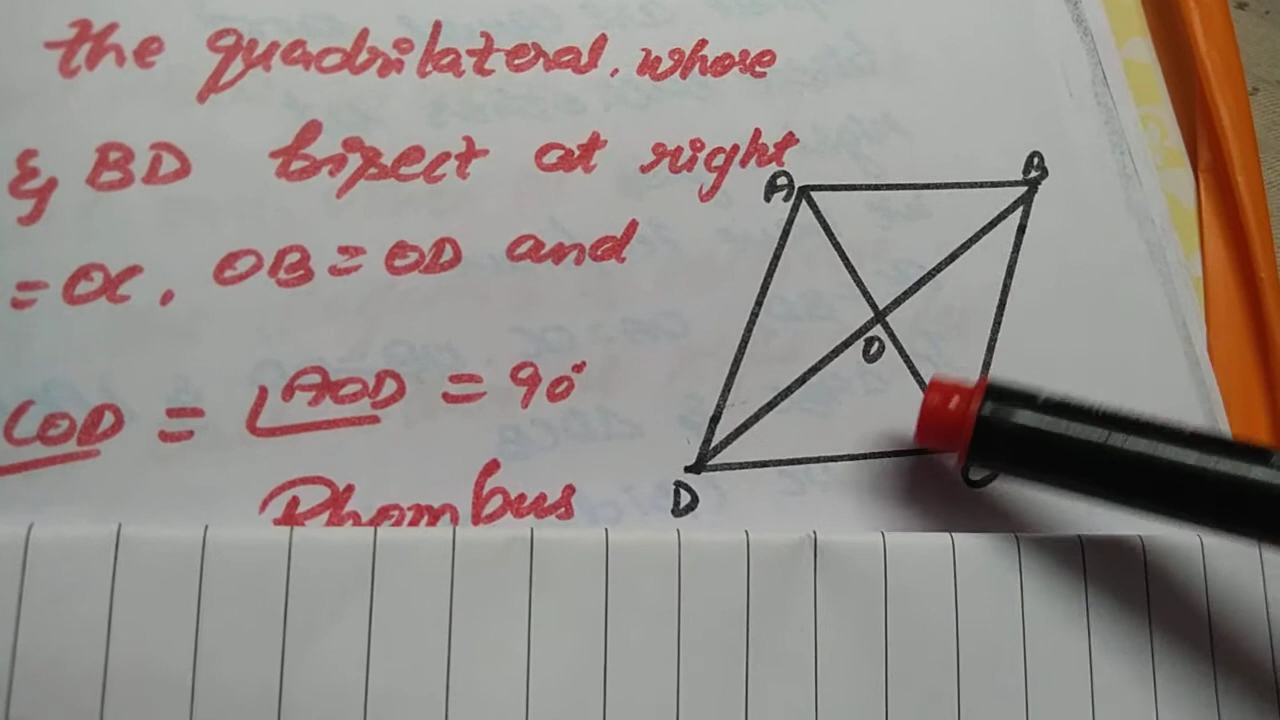 the quadrilateral, whose
& BD bisect at right
= OC, OB = OD and
COD = ∠AOD = 90°
Rhombus
A
B
O
D
C